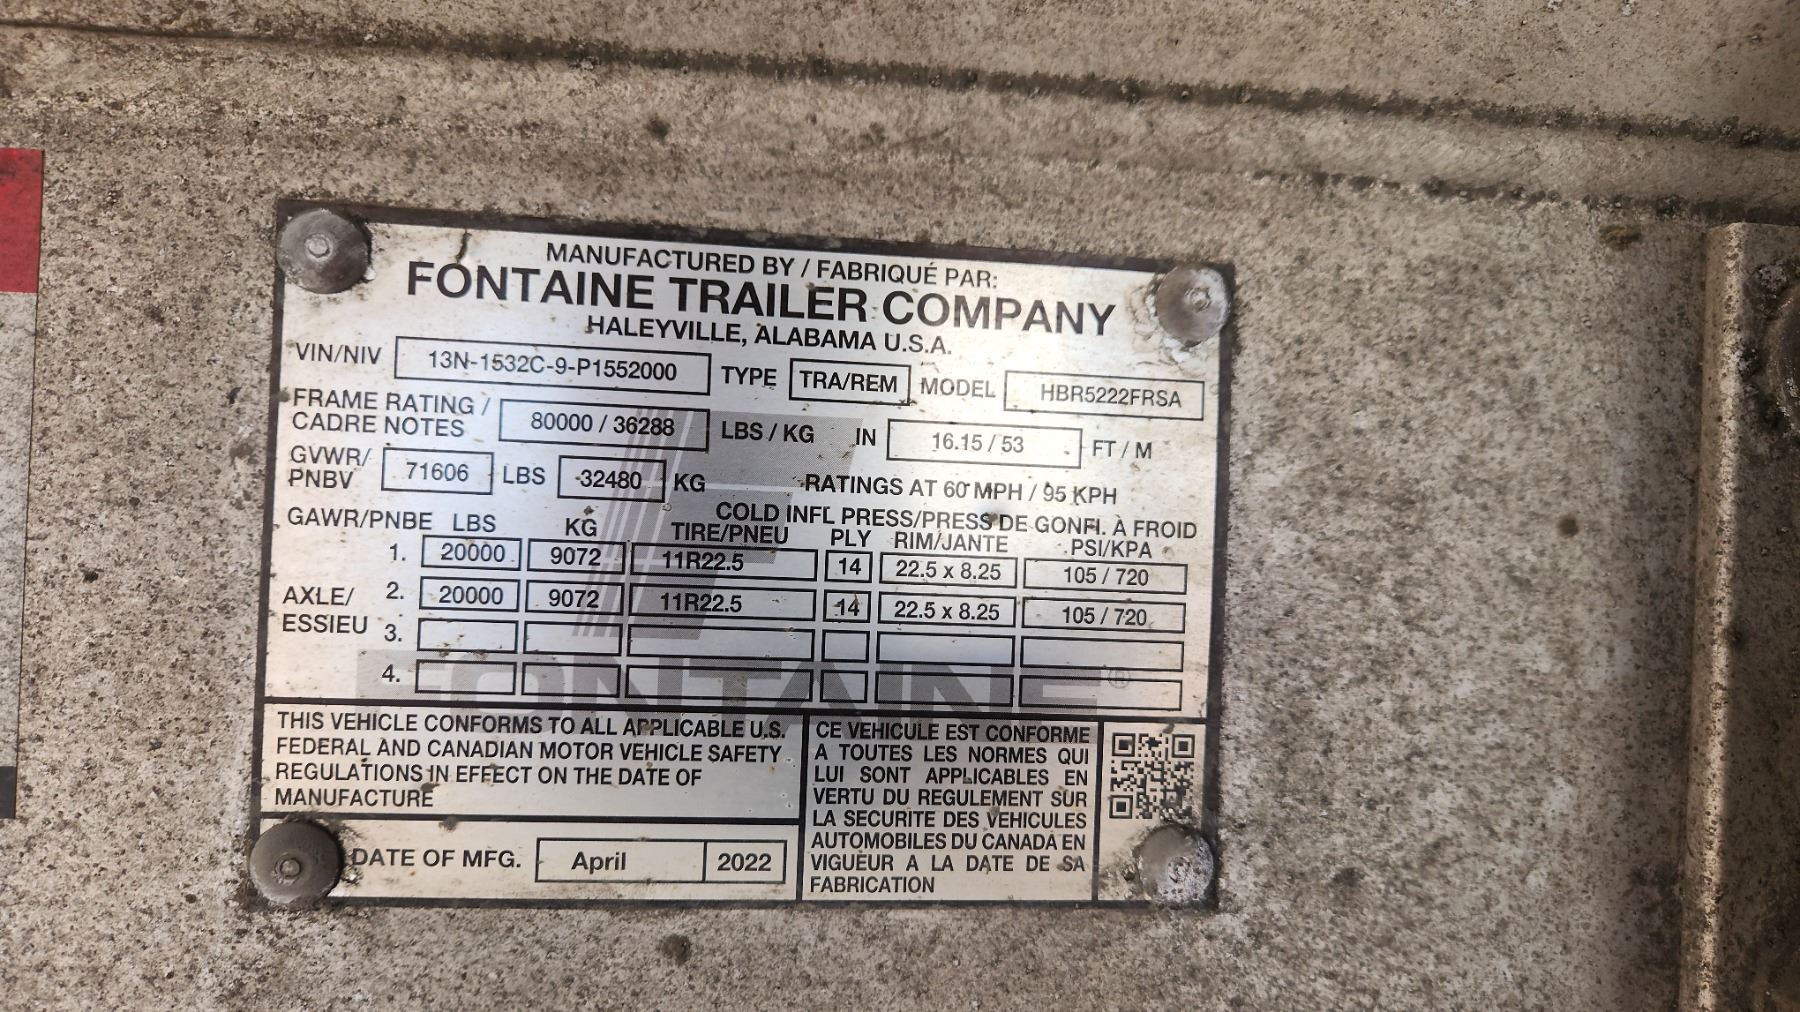 MANUFACTURED BY / FABRIQUÉ PAR:
FONTAINE TRAILER COMPANY
HALEYVILLE, ALABAMA U.S.A.
VIN/NIV 13N-1532C-9-P1552000 TYPE TRA/REM MODEL HBR5222FRSA
FRAME RATING / CADRE NOTES 80000 / 36288 LBS / KG IN 16.15 / 53 FT / M
GVWR/ PNBV 71606 LBS 32480 KG RATINGS AT 60 MPH / 95 KPH
COLD INFL PRESS/PRESS DE GONFI. À FROID
GAWR/PNBE LBS KG TIRE/PNEU PLY RIM/JANTE PSI/KPA
AXLE/ ESSIEU
1. 20000 9072 11R22.5 14 22.5 x 8.25 105 / 720
2. 20000 9072 11R22.5 14 22.5 x 8.25 105 / 720
3.
4.
FONTAINE ®
THIS VEHICLE CONFORMS TO ALL APPLICABLE U.S.
FEDERAL AND CANADIAN MOTOR VEHICLE SAFETY
REGULATIONS IN EFFECT ON THE DATE OF
MANUFACTURE
DATE OF MFG. April 2022
CE VEHICULE EST CONFORME
A TOUTES LES NORMES QUI
LUI SONT APPLICABLES EN
VERTU DU REGULEMENT SUR
LA SECURITE DES VEHICULES
AUTOMOBILES DU CANADA EN
VIGUEUR A LA DATE DE SA
FABRICATION